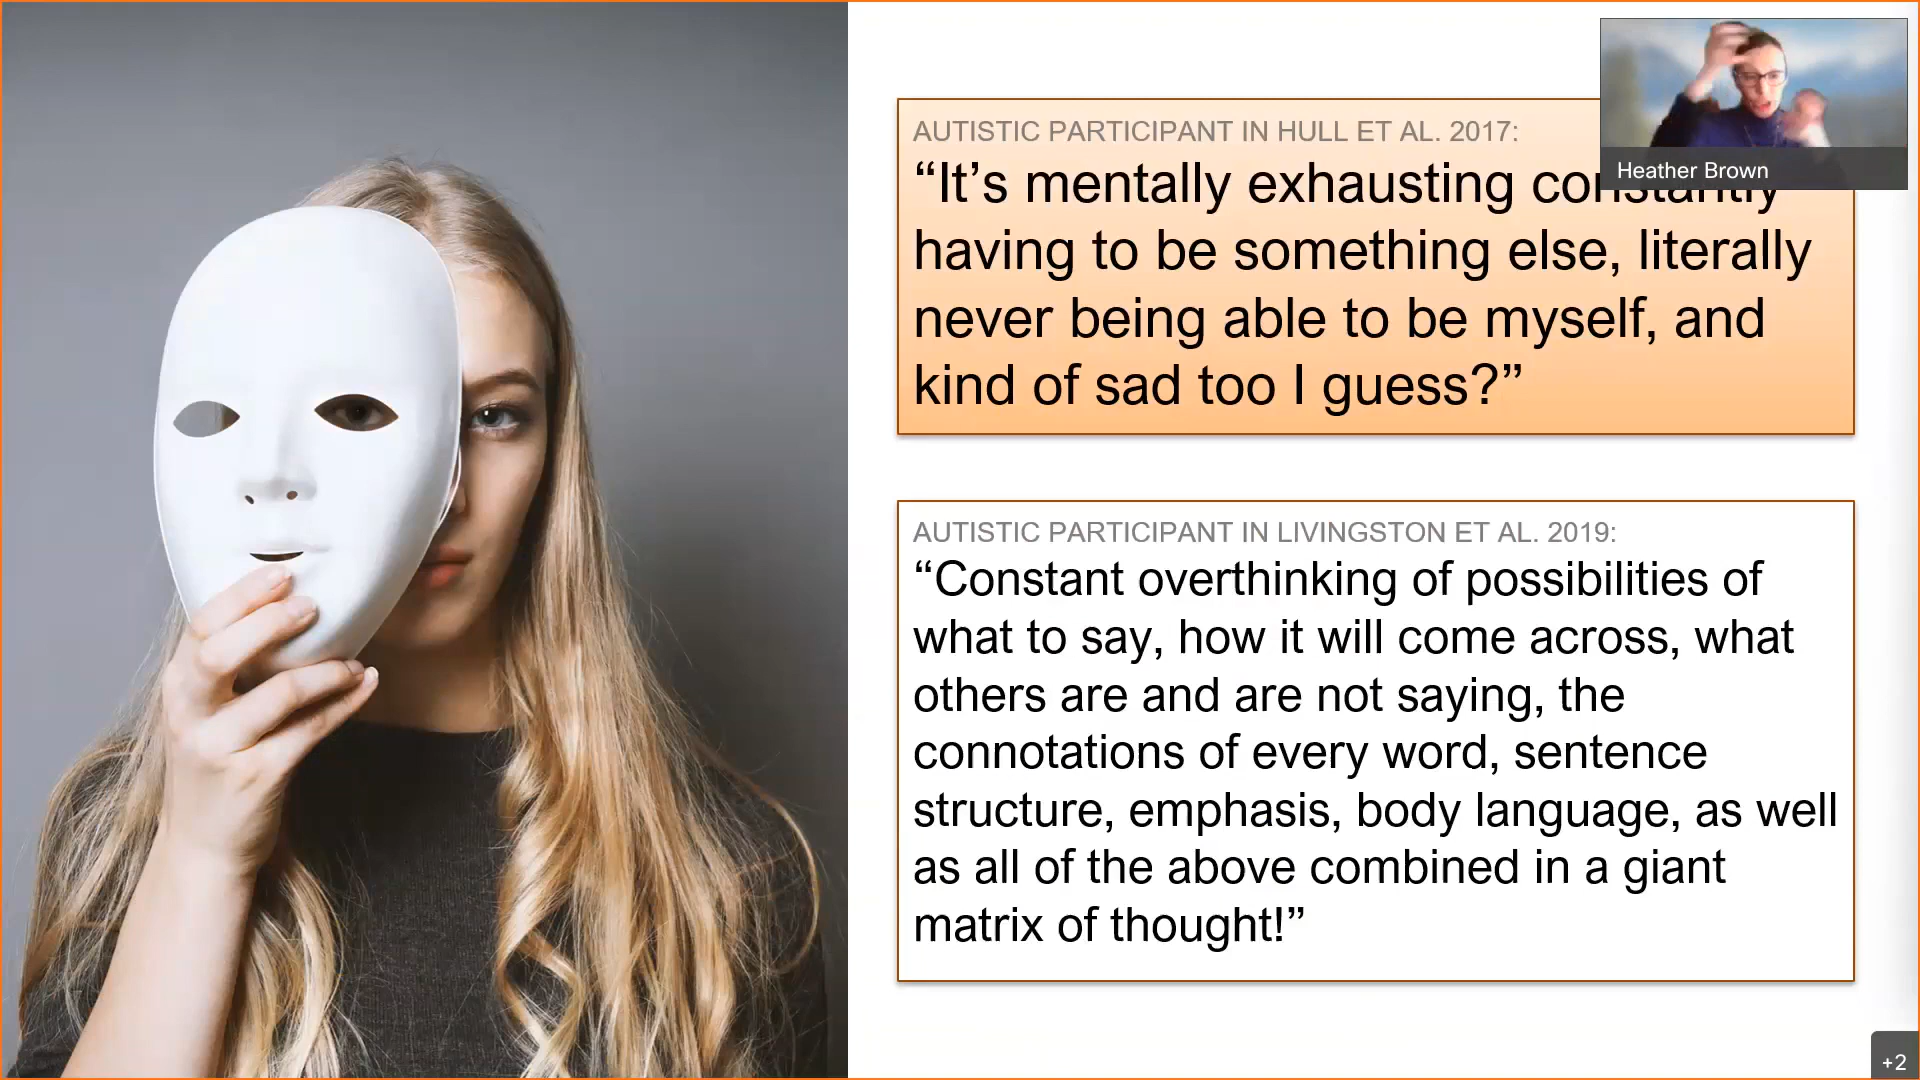 AUTISTIC PARTICIPANT IN HULL ET AL. 2017:
“It’s mentally exhausting constantly
having to be something else, literally
never being able to be myself, and
kind of sad too I guess?”
Heather Brown
AUTISTIC PARTICIPANT IN LIVINGSTON ET AL. 2019:
“Constant overthinking of possibilities of
what to say, how it will come across, what
others are and are not saying, the
connotations of every word, sentence
structure, emphasis, body language, as well
as all of the above combined in a giant
matrix of thought!”
+2